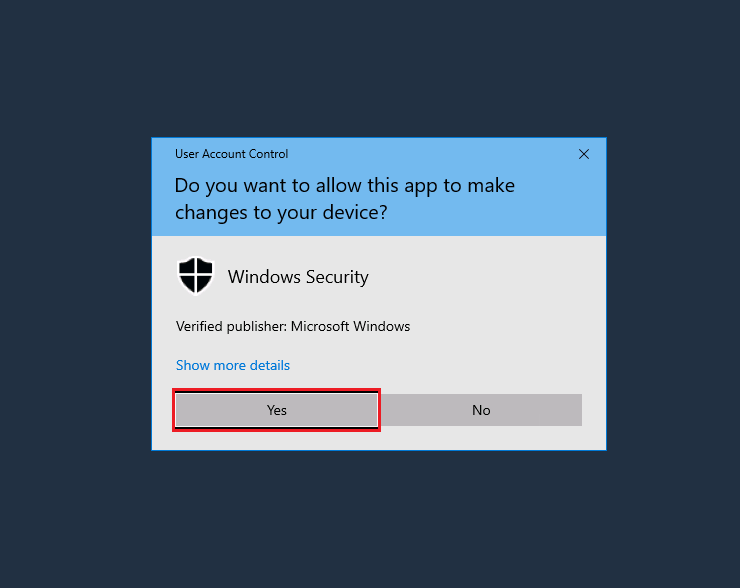 User Account Control
Do you want to allow this app to make
changes to your device?
Windows Security
Verified publisher: Microsoft Windows
Show more details
Yes
No